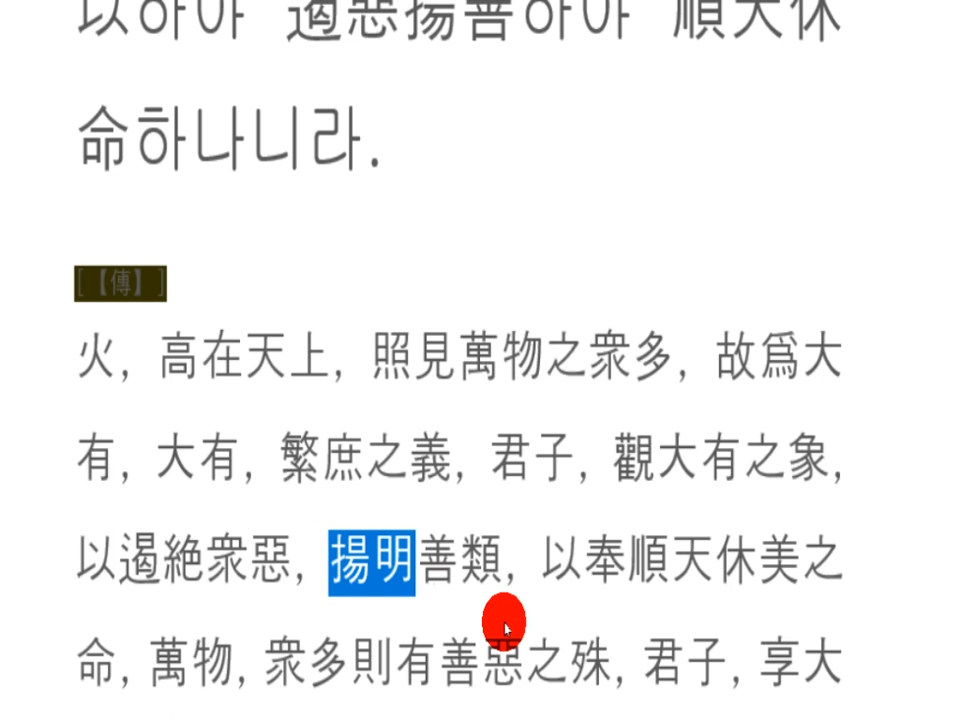 以하야 遏惡揚善하야 順天休
命하나니라.
[【傳】]
火, 高在天上, 照見萬物之衆多, 故爲大
有, 大有, 繁庶之義, 君子, 觀大有之象,
以遏絶衆惡, 揚明善類, 以奉順天休美之
命, 萬物, 衆多則有善惡之殊, 君子, 享大